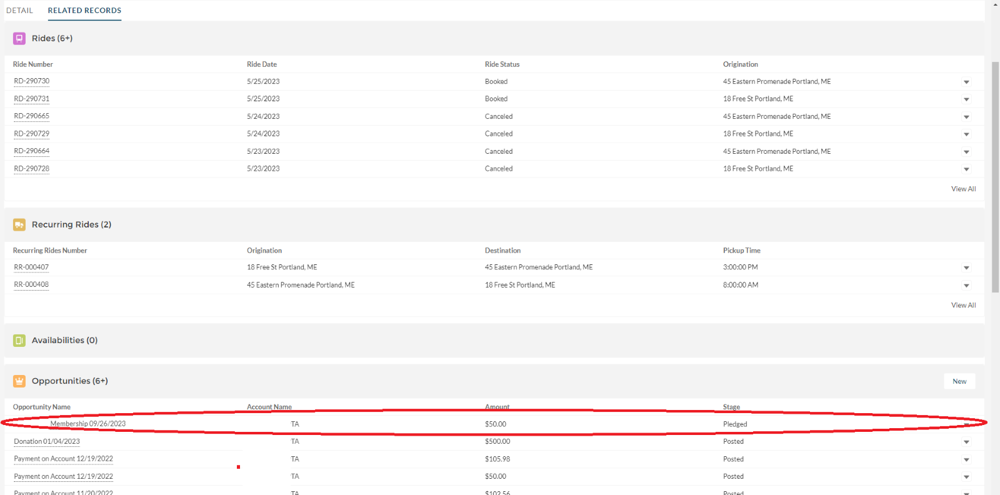 DETAIL RELATED RECORDS
Rides (6+)
Ride Number Ride Date Ride Status Origination
RD-290730 5/25/2023 Booked 45 Eastern Promenade Portland, ME
RD-290731 5/25/2023 Booked 18 Free St Portland, ME
RD-290665 5/24/2023 Canceled 45 Eastern Promenade Portland, ME
RD-290729 5/24/2023 Canceled 18 Free St Portland, ME
RD-290664 5/23/2023 Canceled 45 Eastern Promenade Portland, ME
RD-290728 5/23/2023 Canceled 18 Free St Portland, ME
View All
Recurring Rides (2)
Recurring Rides Number Origination Destination Pickup Time
RR-000407 18 Free St Portland, ME 45 Eastern Promenade Portland, ME 3:00:00 PM
RR-000408 45 Eastern Promenade Portland, ME 18 Free St Portland, ME 8:00:00 AM
View All
Availabilities (0)
Opportunities (6+) New
Opportunity Name Account Name Amount Stage
Membership 09/26/2023 TA $50.00 Pledged
Donation 01/04/2023 TA $500.00 Posted
Payment on Account 12/19/2022 TA $105.98 Posted
Payment on Account 12/19/2022 TA $50.00 Posted
Payment on Account 11/20/2022 TA $102.56 Posted